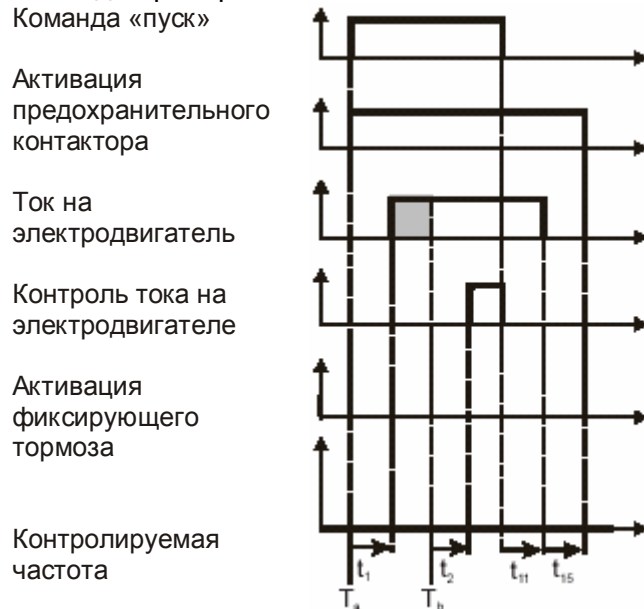 Команда «пуск»
Активация
предохранительного
контактора
Ток на
электродвигатель
Контроль тока на
электродвигателе
Активация
фиксирующего
тормоза
Контролируемая
частота
t₁ t₂ t₁₁ t₁₅
Tₐ T_b